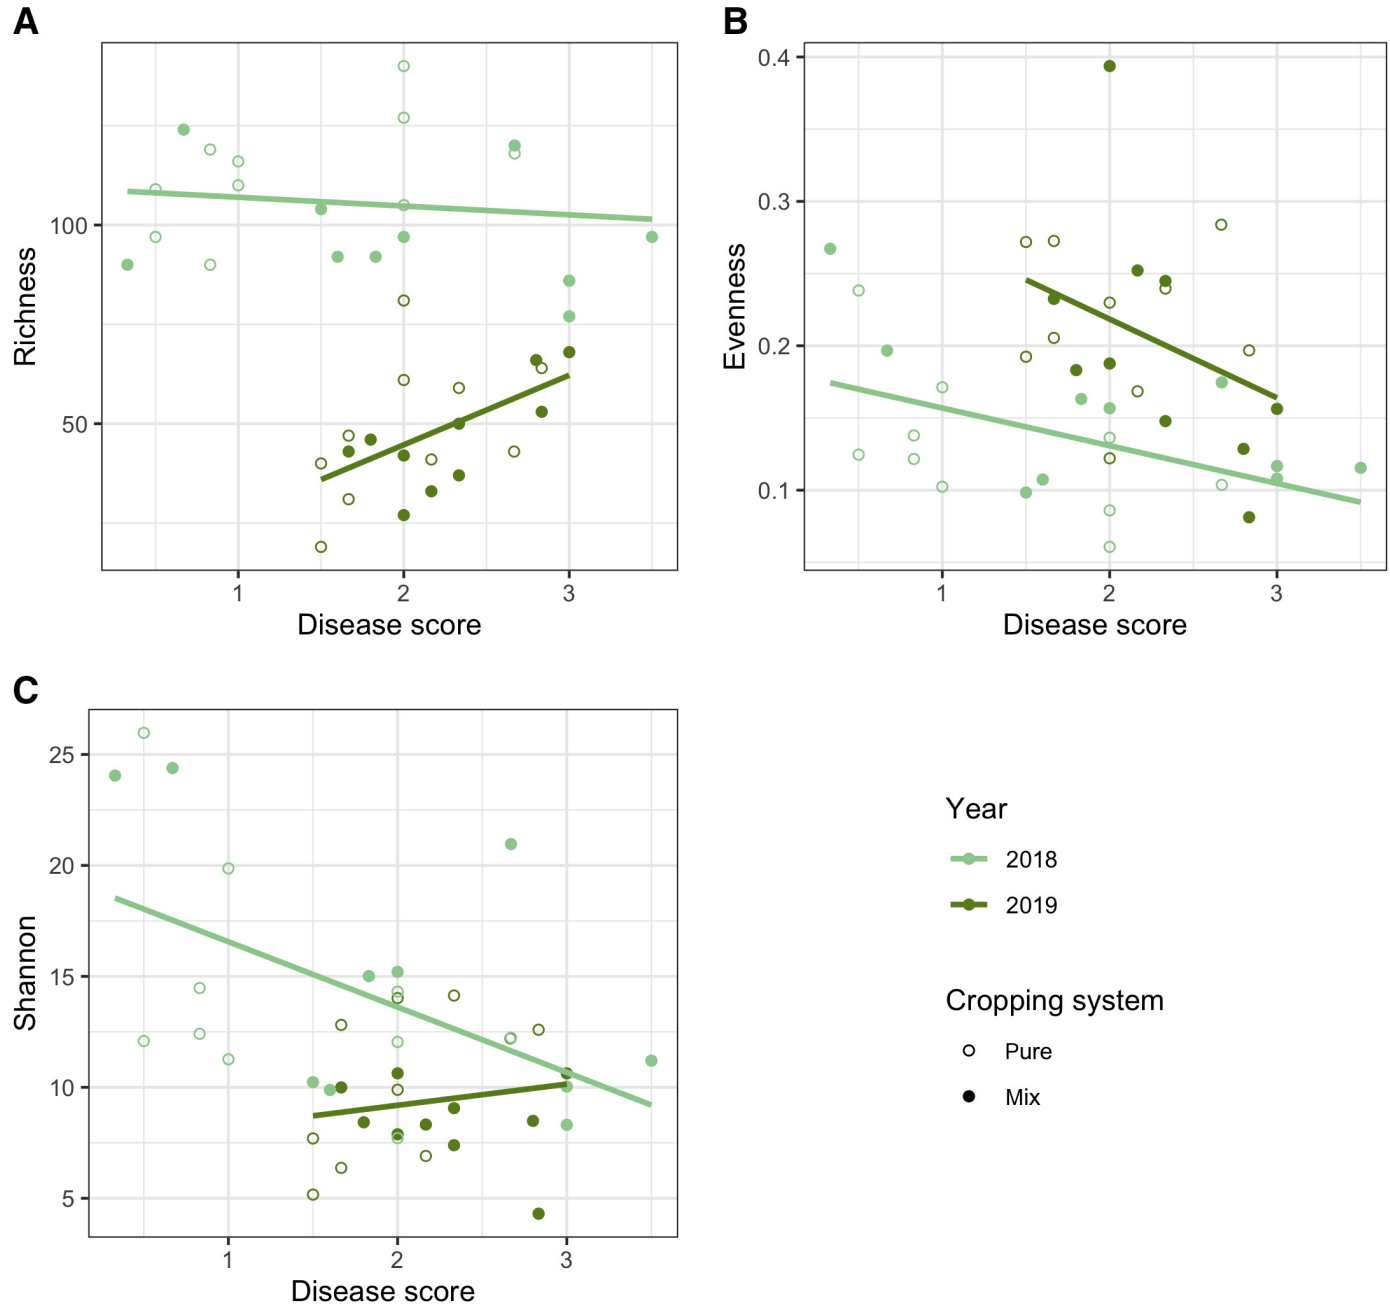 A
Richness
100
50
1 2 3
Disease score
B
Evenness
0.4
0.3
0.2
0.1
1 2 3
Disease score
C
Shannon
25
20
15
10
5
1 2 3
Disease score
Year
2018
2019
Cropping system
Pure
Mix